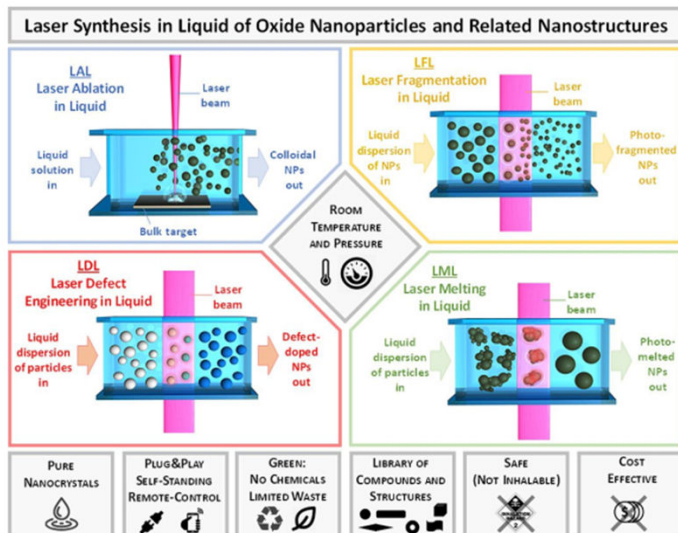 Laser Synthesis in Liquid of Oxide Nanoparticles and Related Nanostructures
LAL
Laser Ablation
in Liquid
Laser
beam
Liquid
solution
in
Colloidal
NPs
out
Bulk target
LFL
Laser Fragmentation
in Liquid
Laser
beam
Liquid
dispersion
of NPs
in
Photo-
fragmented
NPs
out
Room
Temperature
and Pressure
LDL
Laser Defect
Engineering in Liquid
Laser
beam
Liquid
dispersion
of particles
in
Defect-
doped
NPs
out
LML
Laser Melting
in Liquid
Laser
beam
Liquid
dispersion
of particles
in
Photo-
melted
NPs
out
Pure
Nanocrystals
Plug&Play
Self-Standing
Remote-Control
Green:
No Chemicals
Limited Waste
Library of
Compounds and
Structures
Safe
(Not Inhalable)
2
Cost
Effective
$